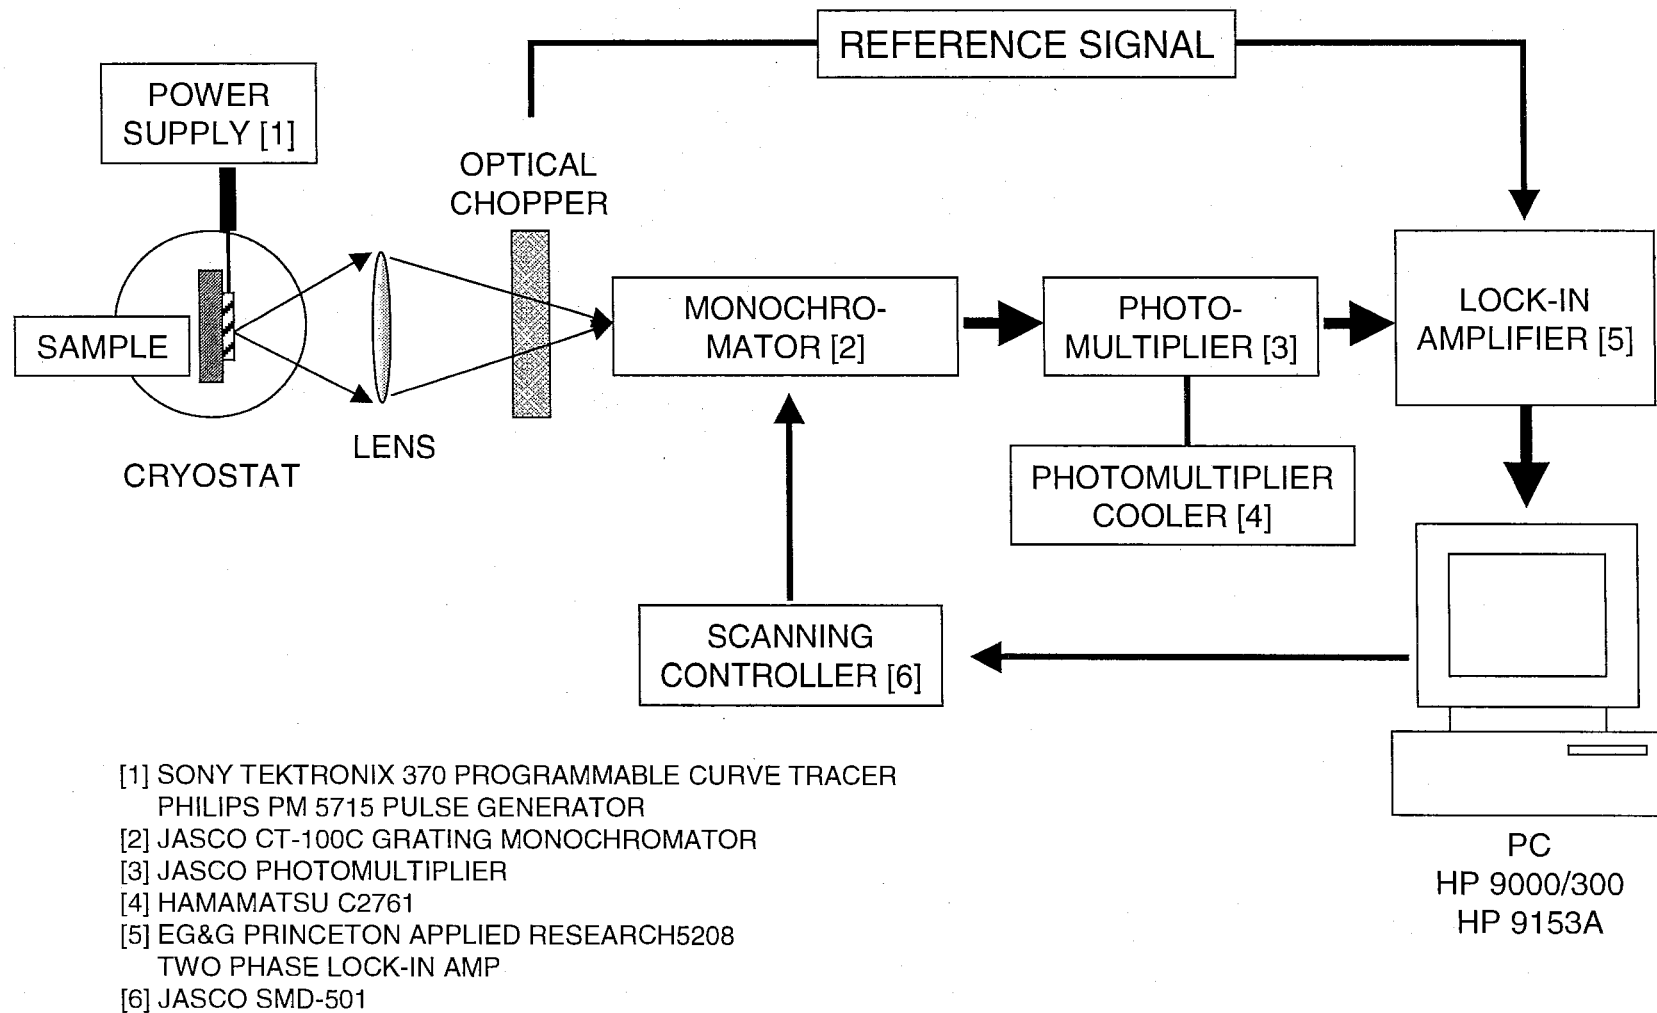 REFERENCE SIGNAL
POWER
SUPPLY [1]
OPTICAL
CHOPPER
SAMPLE
MONOCHRO-
MATOR [2]
PHOTO-
MULTIPLIER [3]
LOCK-IN
AMPLIFIER [5]
LENS
CRYOSTAT
PHOTOMULTIPLIER
COOLER [4]
SCANNING
CONTROLLER [6]
PC
HP 9000/300
HP 9153A
[1] SONY TEKTRONIX 370 PROGRAMMABLE CURVE TRACER
PHILIPS PM 5715 PULSE GENERATOR
[2] JASCO CT-100C GRATING MONOCHROMATOR
[3] JASCO PHOTOMULTIPLIER
[4] HAMAMATSU C2761
[5] EG&G PRINCETON APPLIED RESEARCH5208
TWO PHASE LOCK-IN AMP
[6] JASCO SMD-501